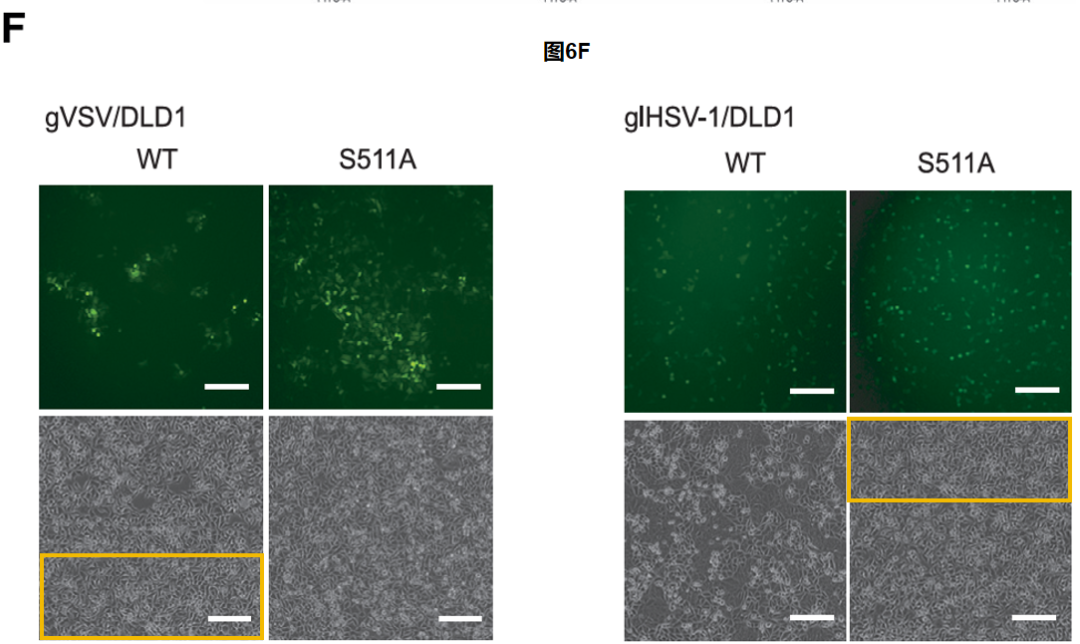 F
图6F
gVSV/DLD1
WT S511A
gIHSV-1/DLD1
WT S511A